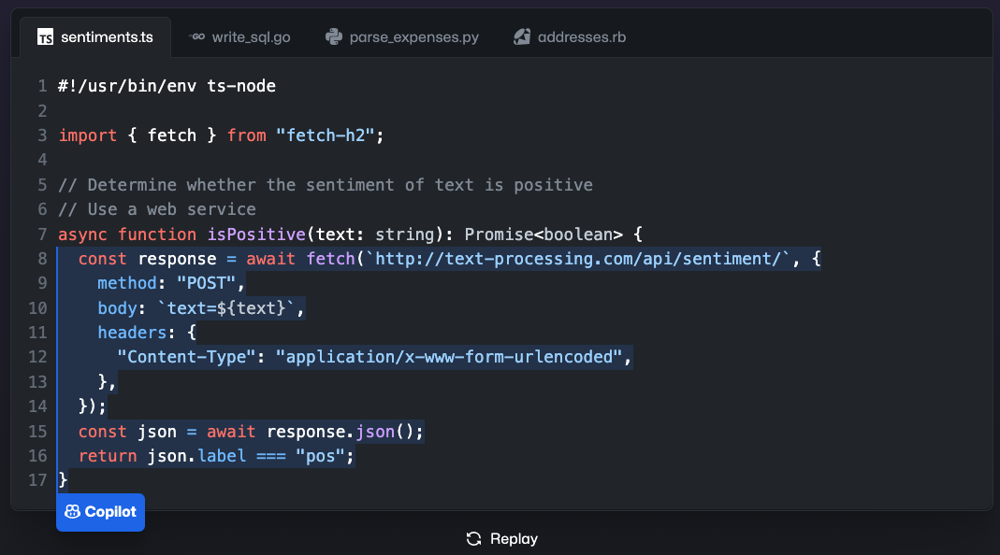 TS sentiments.ts GO write_sql.go parse_expenses.py addresses.rb
1 #!/usr/bin/env ts-node
2
3 import { fetch } from "fetch-h2";
4
5 // Determine whether the sentiment of text is positive
6 // Use a web service
7 async function isPositive(text: string): Promise<boolean> {
8   const response = await fetch(`http://text-processing.com/api/sentiment/`, {
9     method: "POST",
10     body: `text=${text}`,
11     headers: {
12       "Content-Type": "application/x-www-form-urlencoded",
13     },
14   });
15   const json = await response.json();
16   return json.label === "pos";
17 }
Copilot
Replay